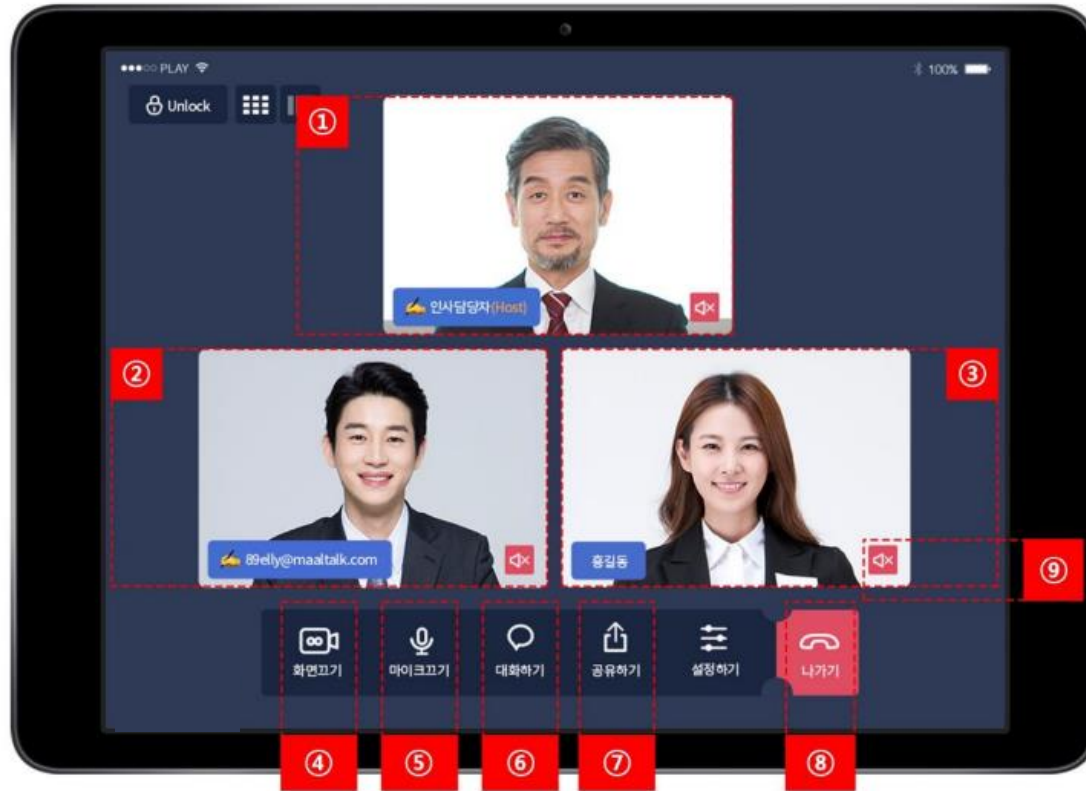 PLAY
100%
Unlock
①
인사담당자(Host)
②
③
89elly@maaltalk.com
홍길동
⑨
화면끄기
마이크끄기
대화하기
공유하기
설정하기
나가기
④
⑤
⑥
⑦
⑧